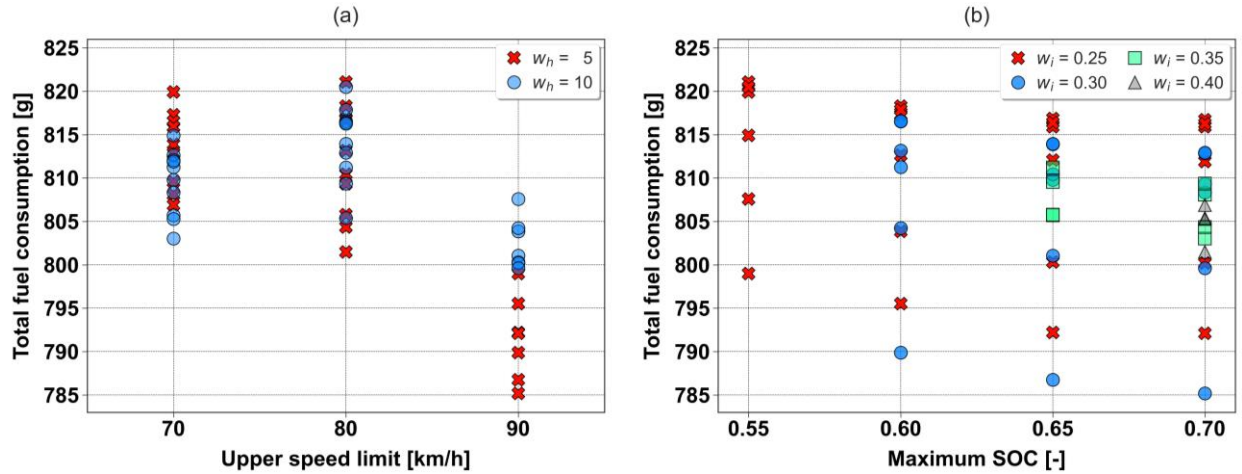 (a)
Total fuel consumption [g]
825
820
815
810
805
800
795
790
785
w_h = 5
w_h = 10
70
80
90
Upper speed limit [km/h]
(b)
Total fuel consumption [g]
825
820
815
810
805
800
795
790
785
w_i = 0.25
w_i = 0.30
w_i = 0.35
w_i = 0.40
0.55
0.60
0.65
0.70
Maximum SOC [-]